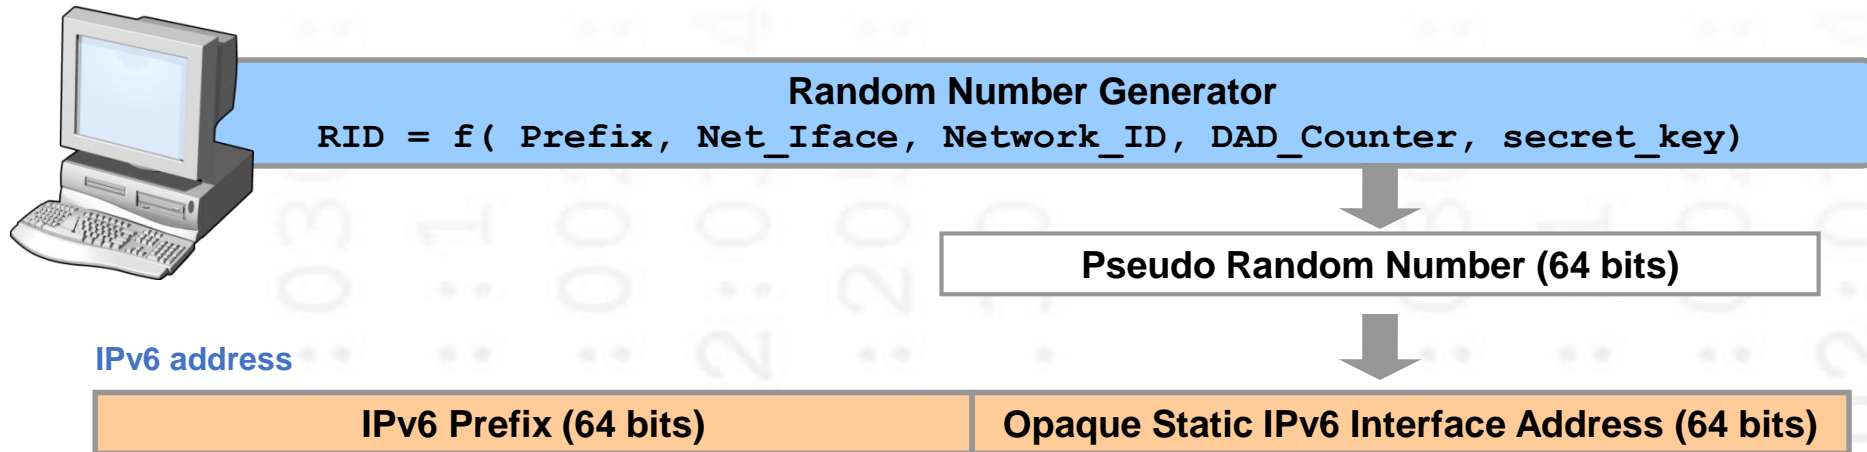 Random Number Generator
RID = f( Prefix, Net_Iface, Network_ID, DAD_Counter, secret_key)
Pseudo Random Number (64 bits)
IPv6 address
IPv6 Prefix (64 bits)
Opaque Static IPv6 Interface Address (64 bits)